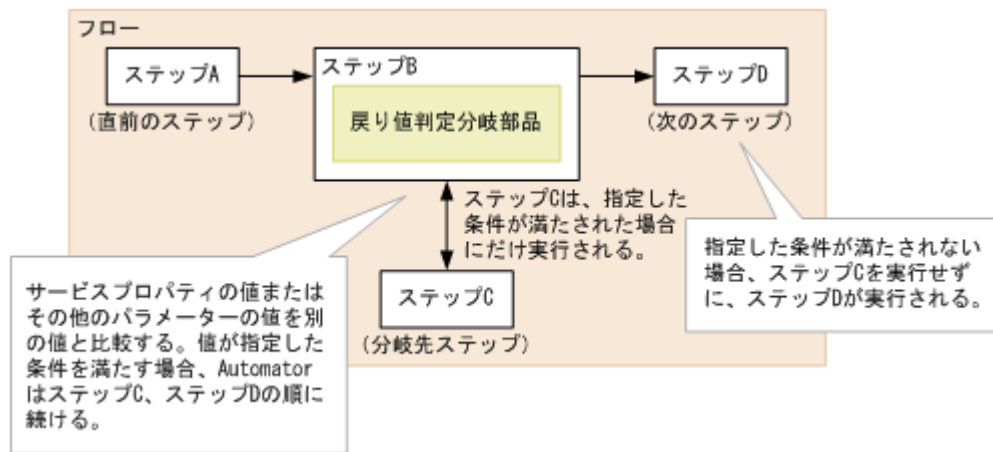 フロー
ステップA
(直前のステップ)
ステップB
戻り値判定分岐部品
ステップD
(次のステップ)
ステップCは、指定した
条件が満たされた場合
にだけ実行される。
ステップC
(分岐先ステップ)
サービスプロパティの値または
その他のパラメーターの値を別
の値と比較する。値が指定した
条件を満たす場合、Automator
はステップC、ステップDの順に
続ける。
指定した条件が満たされない
場合、ステップCを実行せず
に、ステップDが実行される。